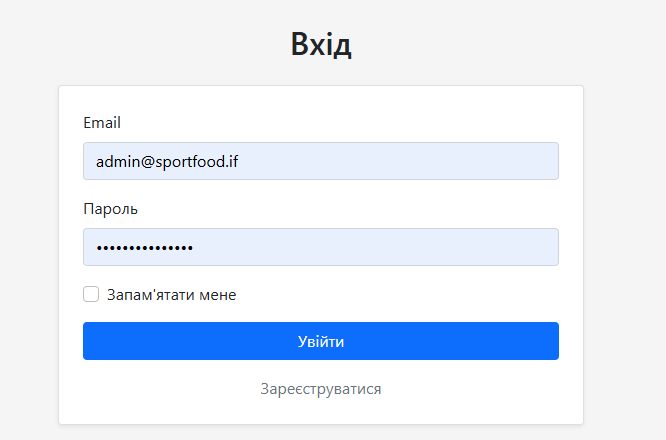 Вхід
Email
admin@sportfood.if
Пароль
•••••••••••••••
Запам'ятати мене
Увійти
Зареєструватися